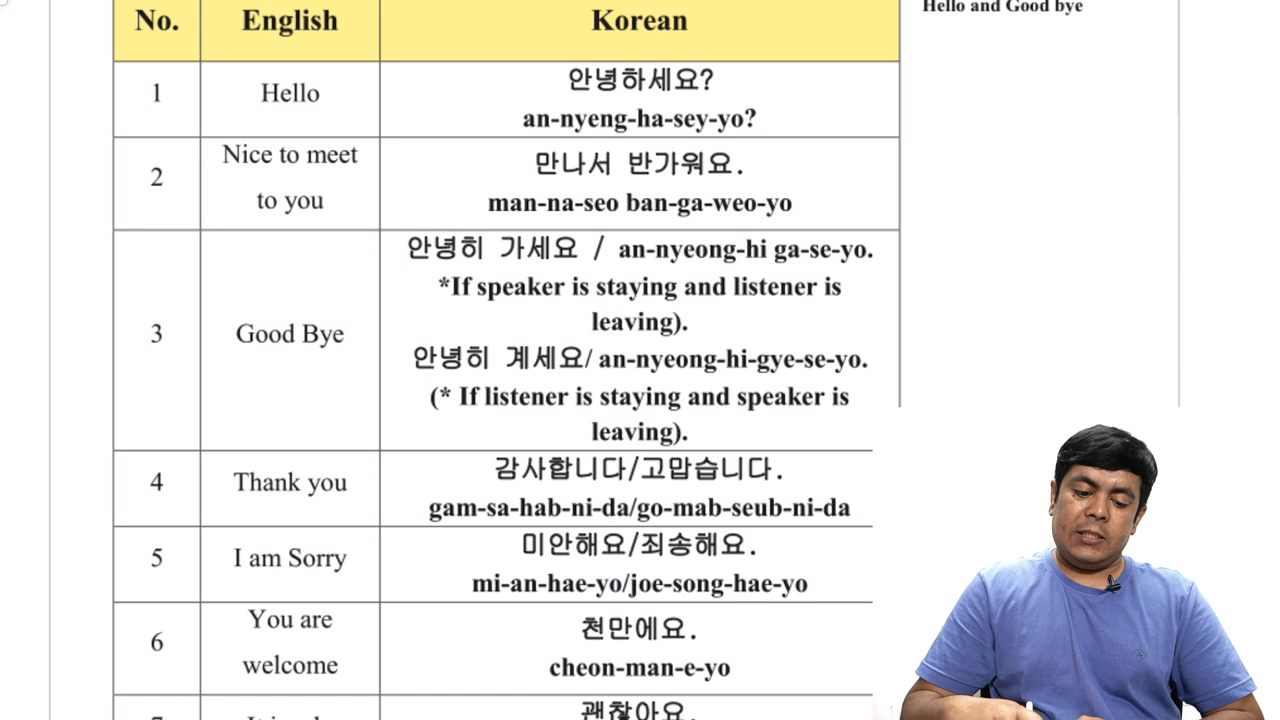 Hello and Good bye
No. English Korean
1 Hello 안녕하세요?
an-nyeng-ha-sey-yo?
2 Nice to meet to you 만나서 반가워요.
man-na-seo ban-ga-weo-yo
3 Good Bye 안녕히 가세요 / an-nyeong-hi ga-se-yo.
*If speaker is staying and listener is
leaving).
안녕히 계세요/ an-nyeong-hi-gye-se-yo.
(* If listener is staying and speaker is
leaving).
4 Thank you 감사합니다/고맙습니다.
gam-sa-hab-ni-da/go-mab-seub-ni-da
5 I am Sorry 미안해요/죄송해요.
mi-an-hae-yo/joe-song-hae-yo
6 You are welcome 천만에요.
cheon-man-e-yo
7 괜찮아요.